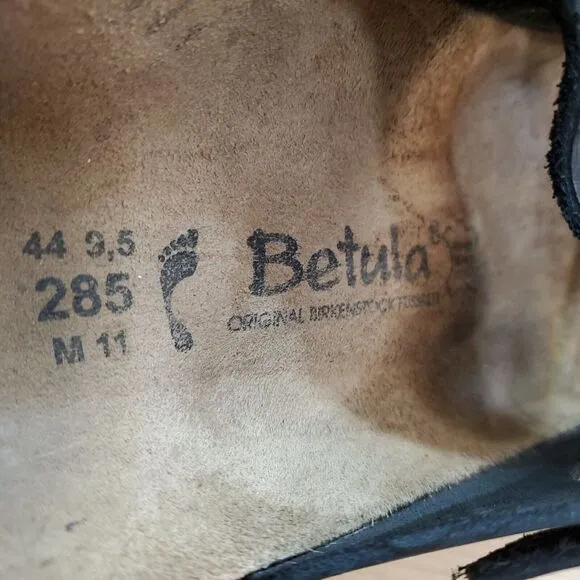 44 9,5
285
M 11
Betula
ORIGINAL BIRKENSTOCK